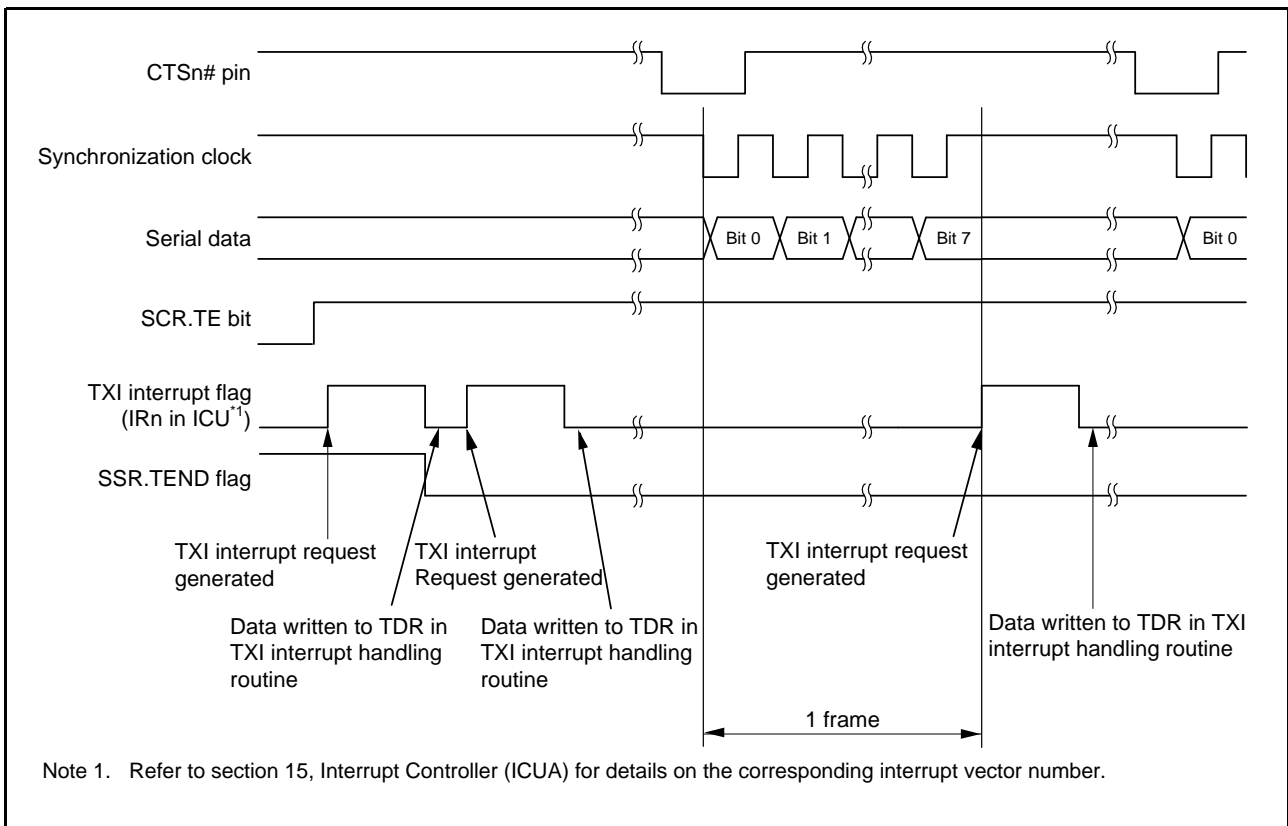 CTSn# pin
Synchronization clock
Serial data
Bit 0
Bit 1
Bit 7
Bit 0
SCR.TE bit
TXI interrupt flag
(IRn in ICU*1)
SSR.TEND flag
TXI interrupt request
generated
TXI interrupt
Request generated
TXI interrupt request
generated
Data written to TDR in
TXI interrupt handling
routine
Data written to TDR in
TXI interrupt handling
routine
Data written to TDR in TXI
interrupt handling routine
1 frame
Note 1. Refer to section 15, Interrupt Controller (ICUA) for details on the corresponding interrupt vector number.